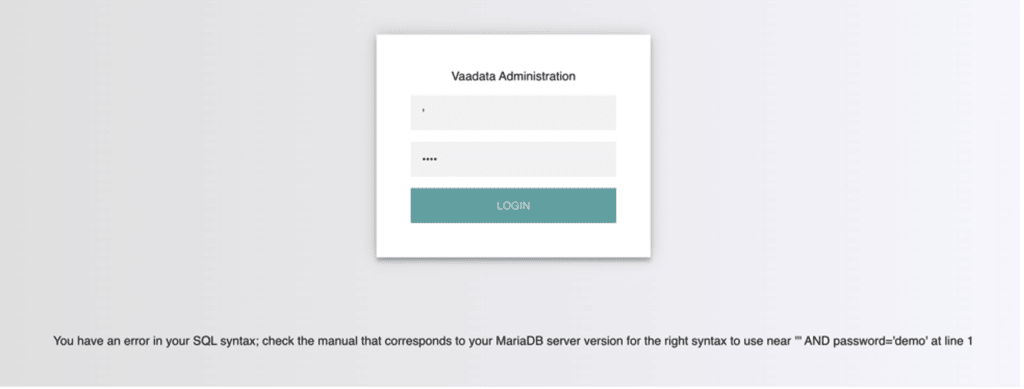 Vaadata Administration
'
••••
LOGIN
You have an error in your SQL syntax; check the manual that corresponds to your MariaDB server version for the right syntax to use near ''' AND password='demo' at line 1